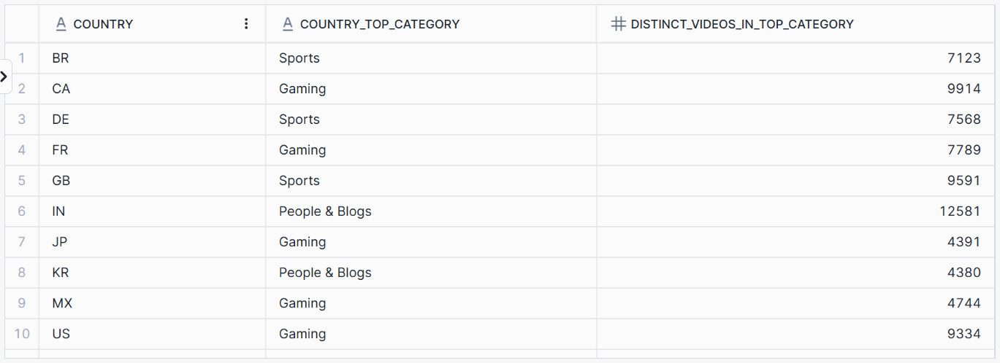 COUNTRY COUNTRY_TOP_CATEGORY DISTINCT_VIDEOS_IN_TOP_CATEGORY
1 BR Sports 7123
2 CA Gaming 9914
3 DE Sports 7568
4 FR Gaming 7789
5 GB Sports 9591
6 IN People & Blogs 12581
7 JP Gaming 4391
8 KR People & Blogs 4380
9 MX Gaming 4744
10 US Gaming 9334